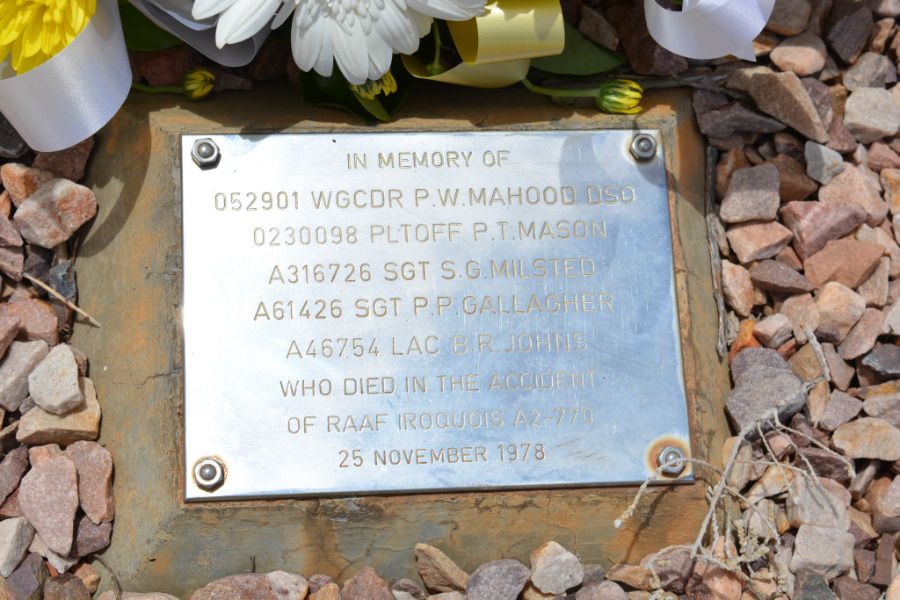 IN MEMORY OF
052901 WGCDR P.W.MAHOOD DSO
0230098 PLTOFF P.T.MASON
A316726 SGT S.G.MILSTED
A61426 SGT P.P.GALLAGHER
A46754 LAC B R.JOHNS
WHO DIED IN THE ACCIDENT
OF RAAF IROQUOIS A2-770
25 NOVEMBER 1978